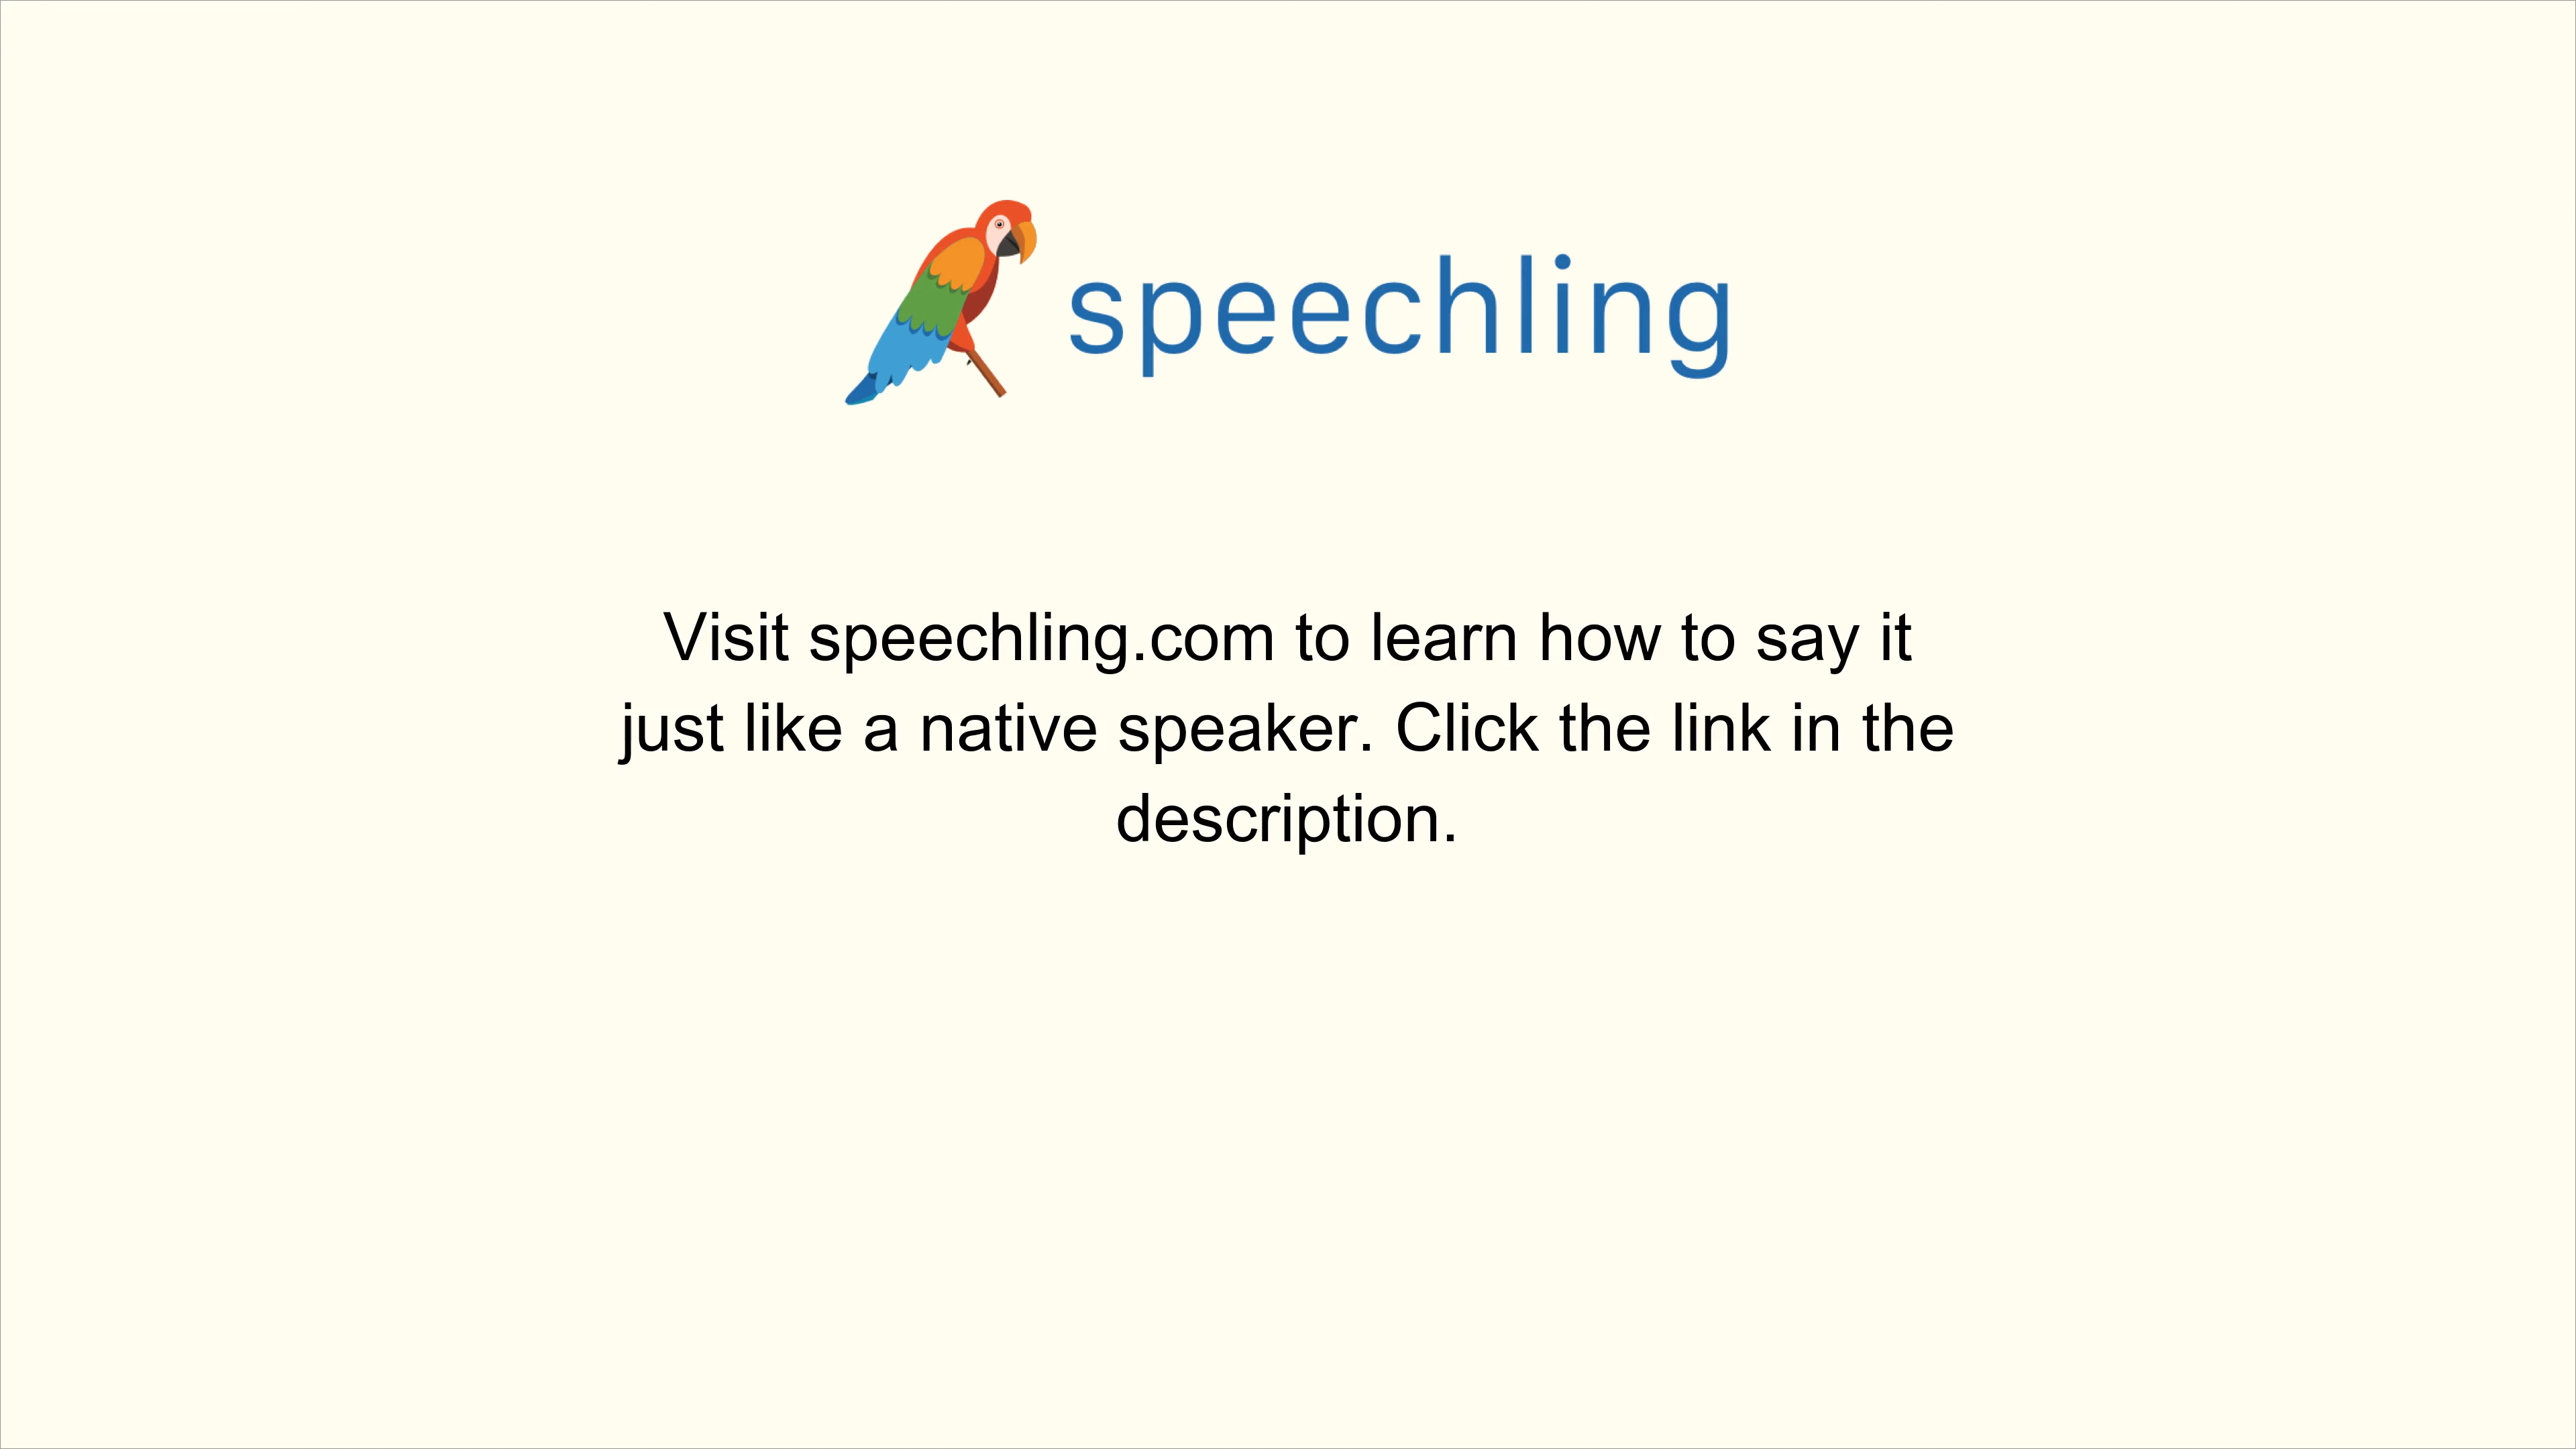 speechling
Visit speechling.com to learn how to say it
just like a native speaker. Click the link in the
description.